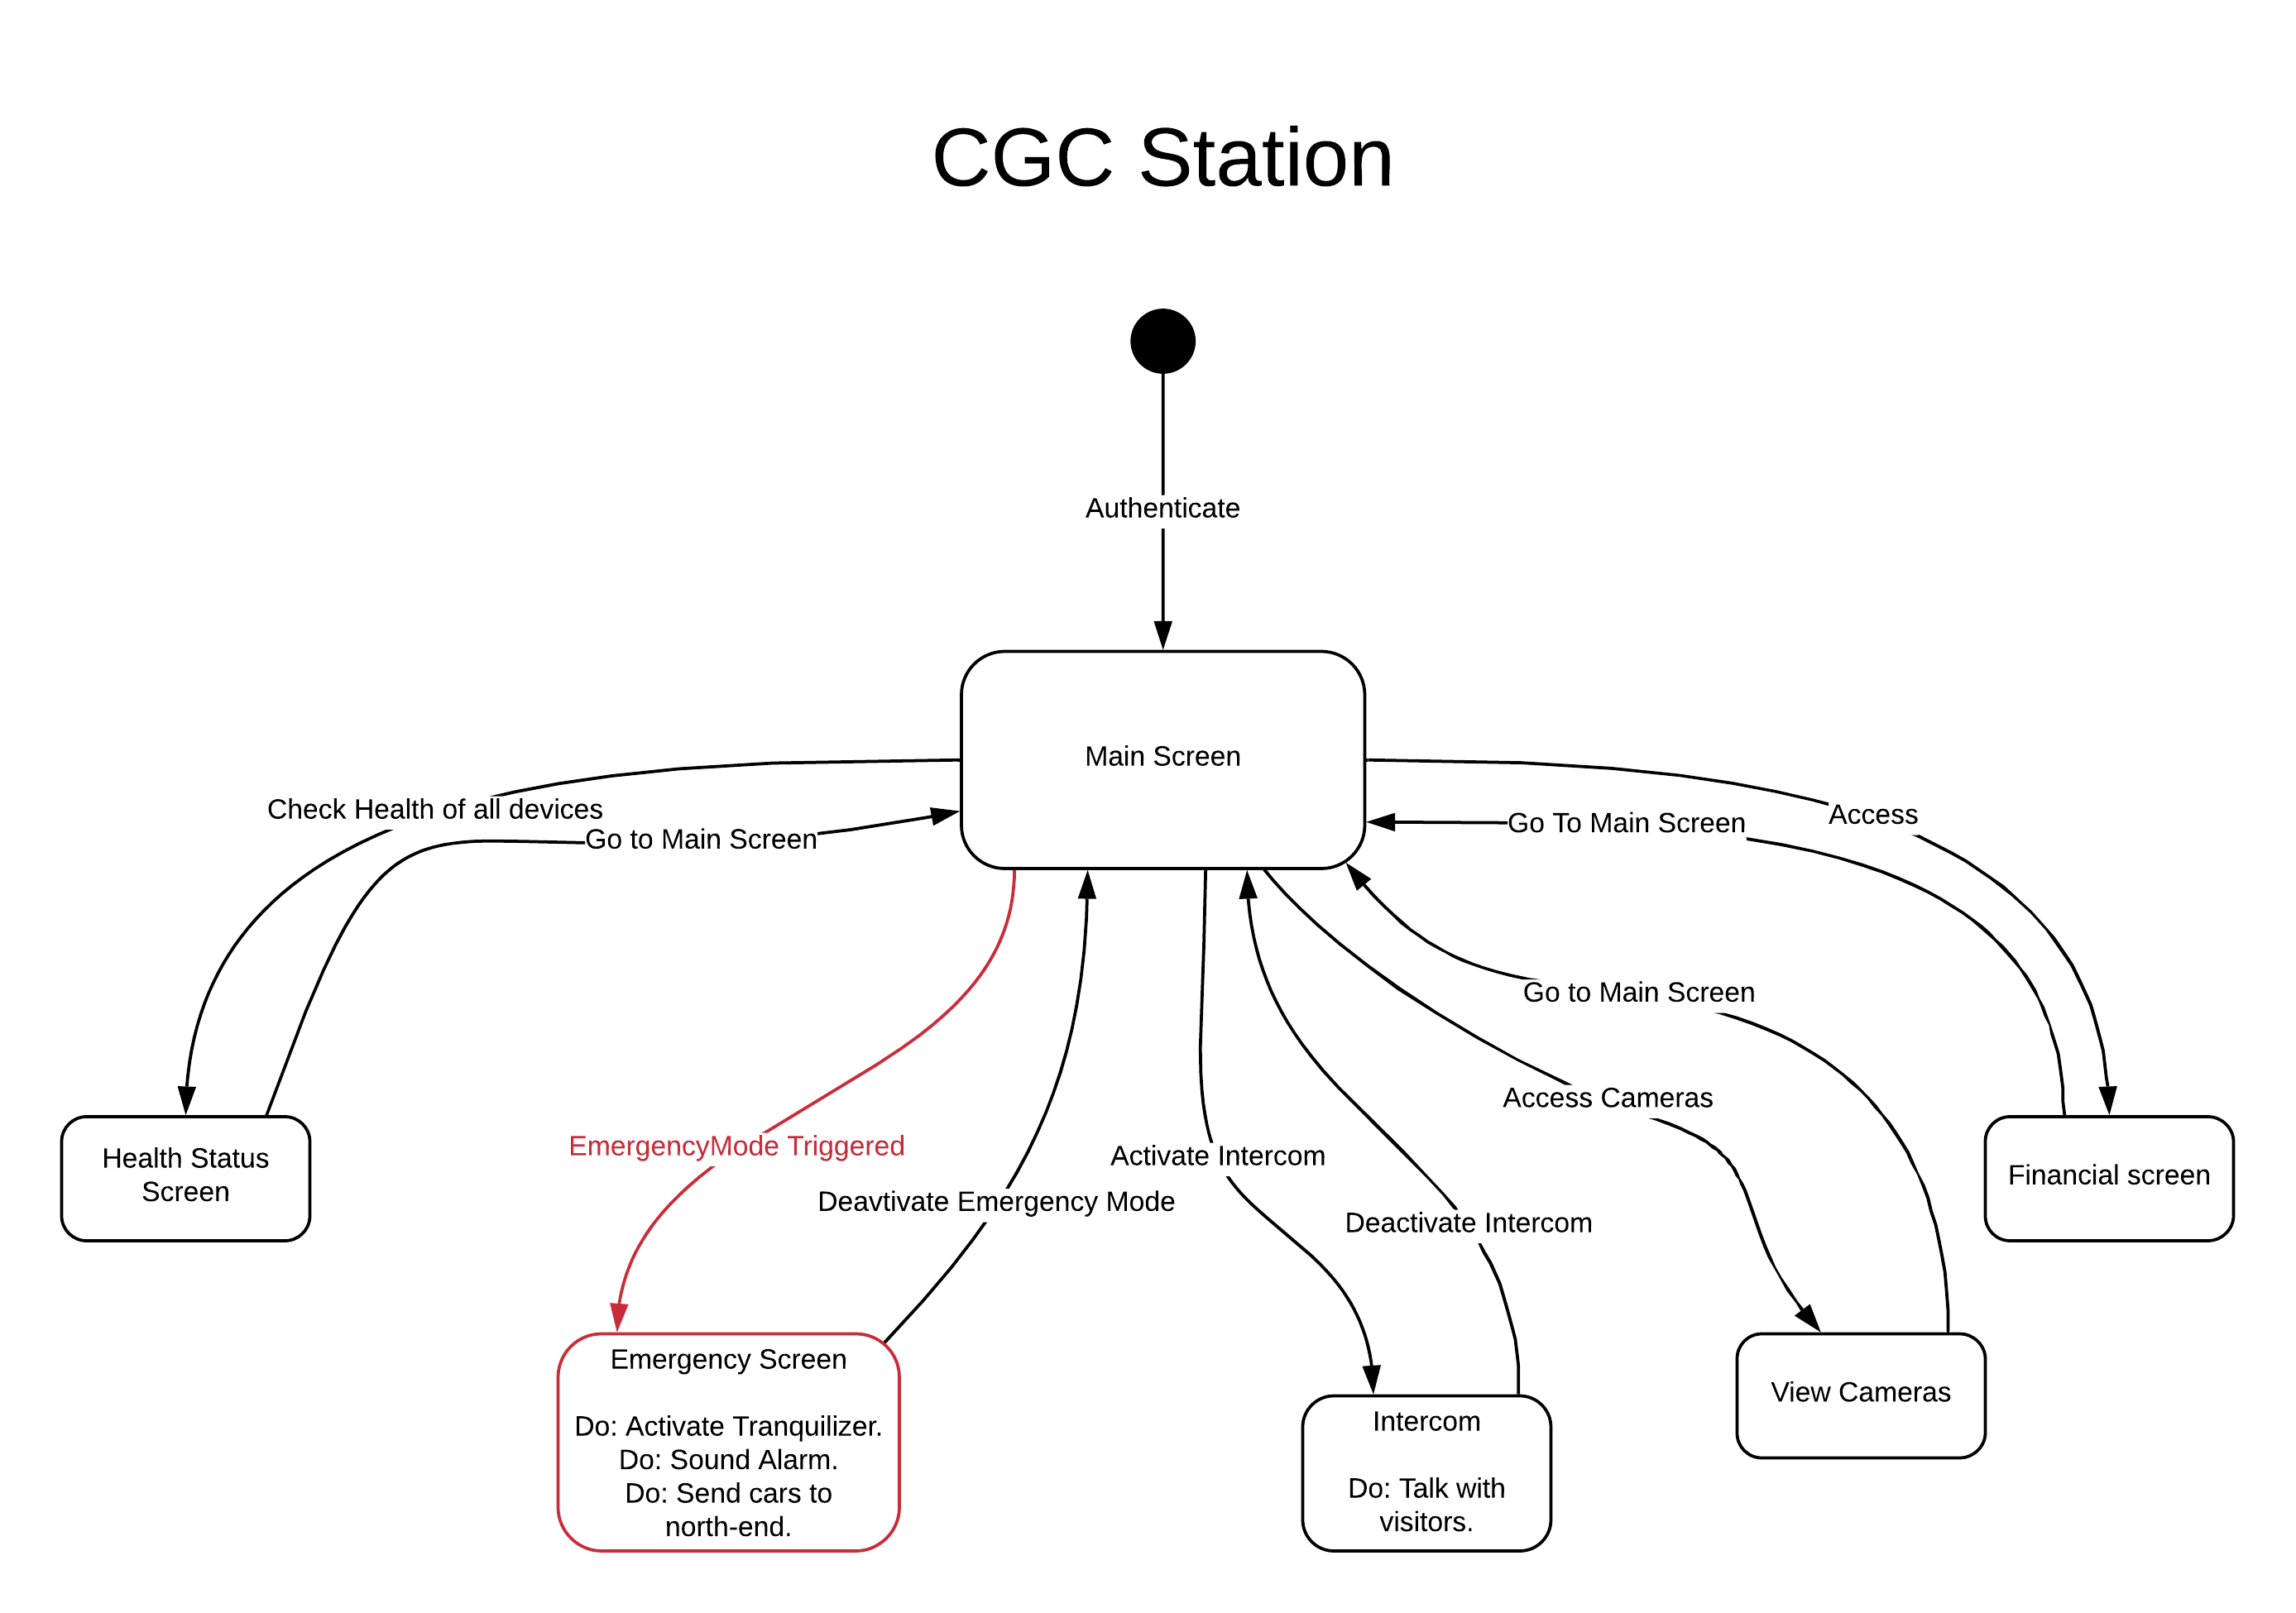 CGC Station
Authenticate
Main Screen
Check Health of all devices
Go to Main Screen
Go To Main Screen
Access
Go to Main Screen
Access Cameras
EmergencyMode Triggered
Deavtivate Emergency Mode
Activate Intercom
Deactivate Intercom
Health Status
Screen
Financial screen
Emergency Screen
Do: Activate Tranquilizer.
Do: Sound Alarm.
Do: Send cars to
north-end.
Intercom
Do: Talk with
visitors.
View Cameras